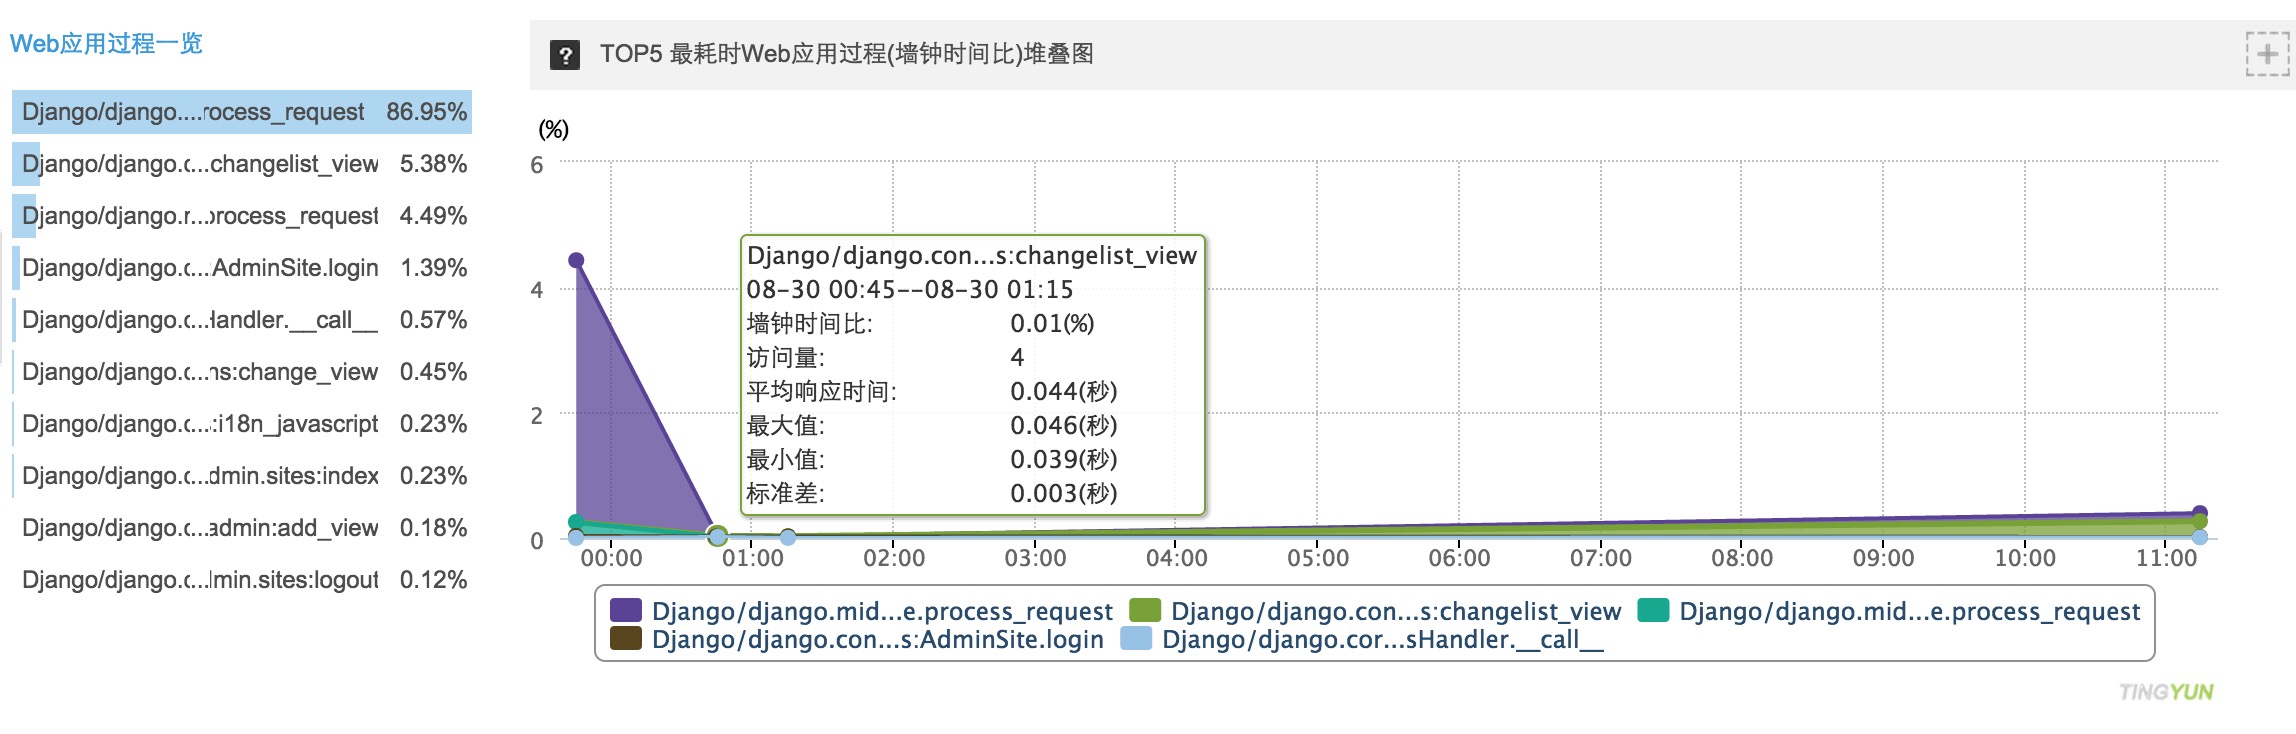 Web应用过程一览
Django/django....rocess_request 86.95%
Django/django.c...changelist_view 5.38%
Django/django.r...process_request 4.49%
Django/django.c...:AdminSite.login 1.39%
Django/django.c...Handler.__call__ 0.57%
Django/django.c...ns:change_view 0.45%
Django/django.c...:i18n_javascript 0.23%
Django/django.c...dmin.sites:index 0.23%
Django/django.c...admin:add_view 0.18%
Django/django.c...lmin.sites:logout 0.12%
? TOP5 最耗时Web应用过程(墙钟时间比)堆叠图 +
(%)
6
4
2
0
Django/django.con...s:changelist_view
08-30 00:45--08-30 01:15
墙钟时间比: 0.01(%)
访问量: 4
平均响应时间: 0.044(秒)
最大值: 0.046(秒)
最小值: 0.039(秒)
标准差: 0.003(秒)
00:00 01:00 02:00 03:00 04:00 05:00 06:00 07:00 08:00 09:00 10:00 11:00
Django/django.mid...e.process_request Django/django.con...s:changelist_view Django/django.mid...e.process_request
Django/django.con...s:AdminSite.login Django/django.cor...sHandler.__call__
TINGYUN